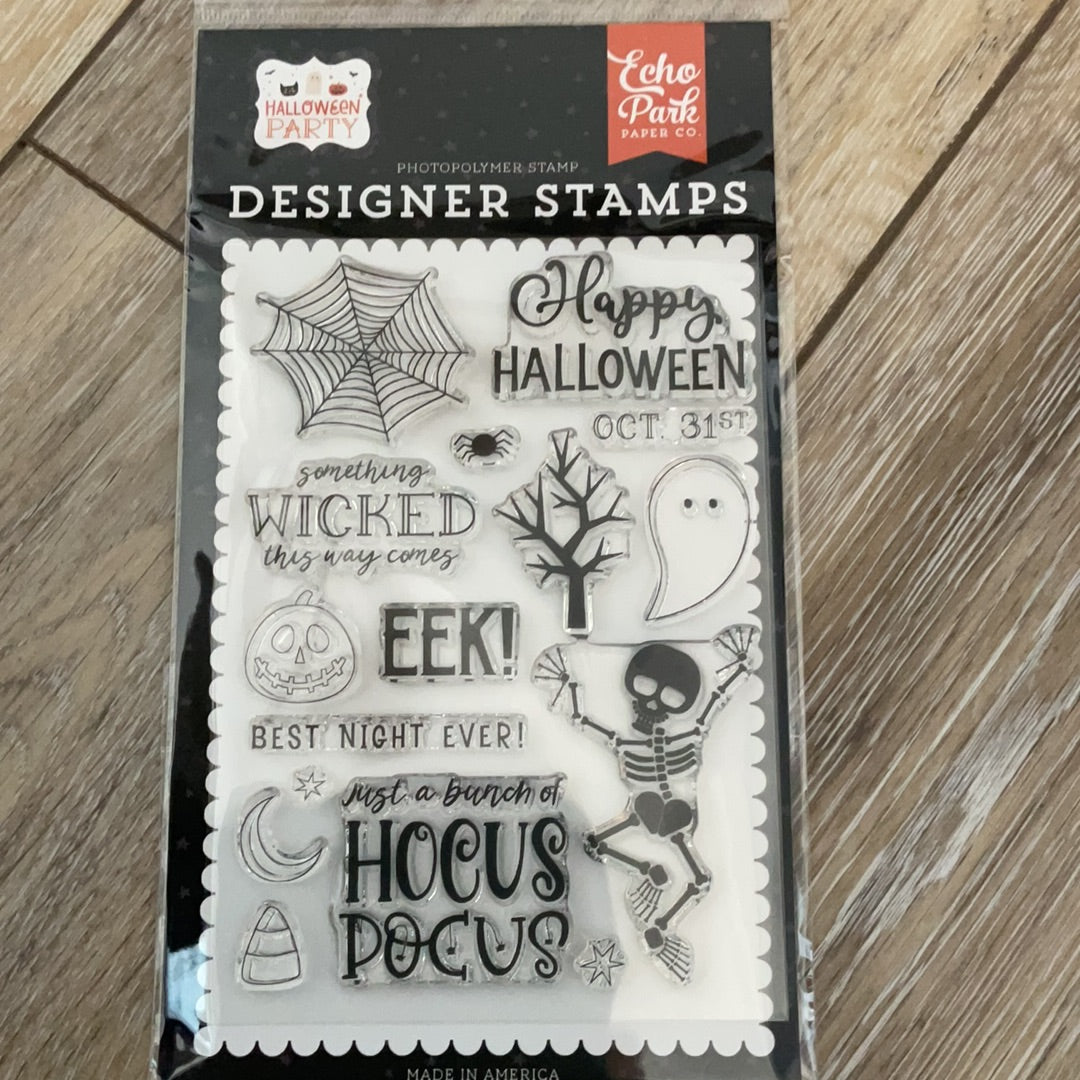 HALLOWEEN
PARTY
Echo
Park
PAPER CO.
PHOTOPOLYMER STAMP
DESIGNER STAMPS
Happy
HALLOWEEN
OCT. 31ST
something
WICKED
this way comes
EEK!
BEST NIGHT EVER!
just a bunch of
HOCUS
POCUS
MADE IN AMERICA